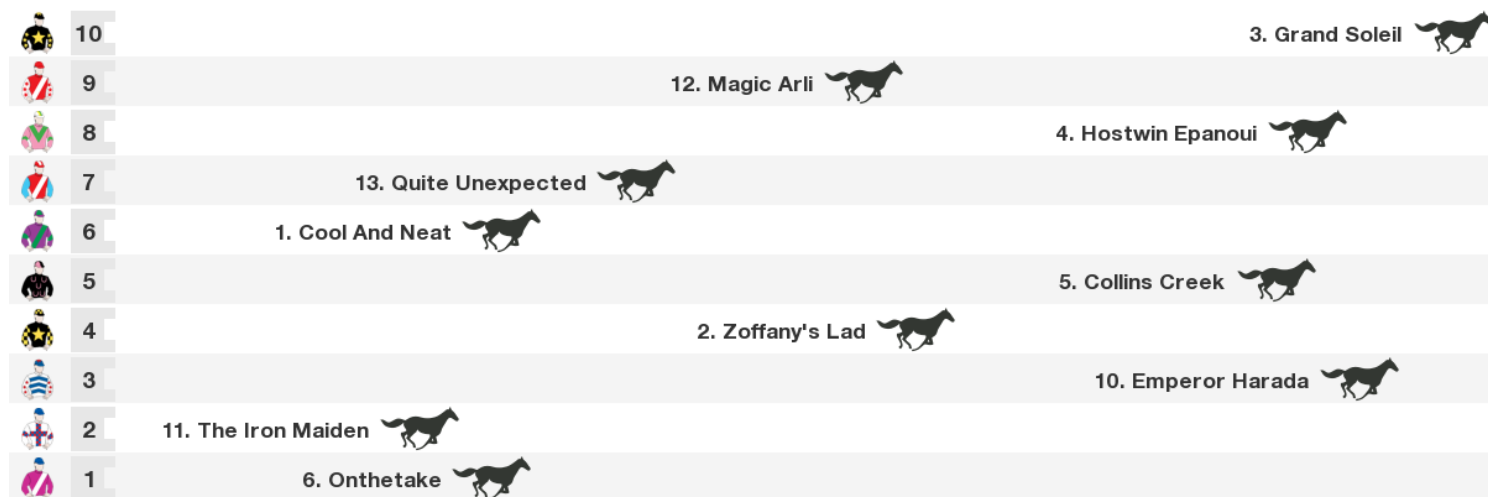 10 3. Grand Soleil
9 12. Magic Arli
8 4. Hostwin Epanoui
7 13. Quite Unexpected
6 1. Cool And Neat
5 5. Collins Creek
4 2. Zoffany's Lad
3 10. Emperor Harada
2 11. The Iron Maiden
1 6. Onthetake